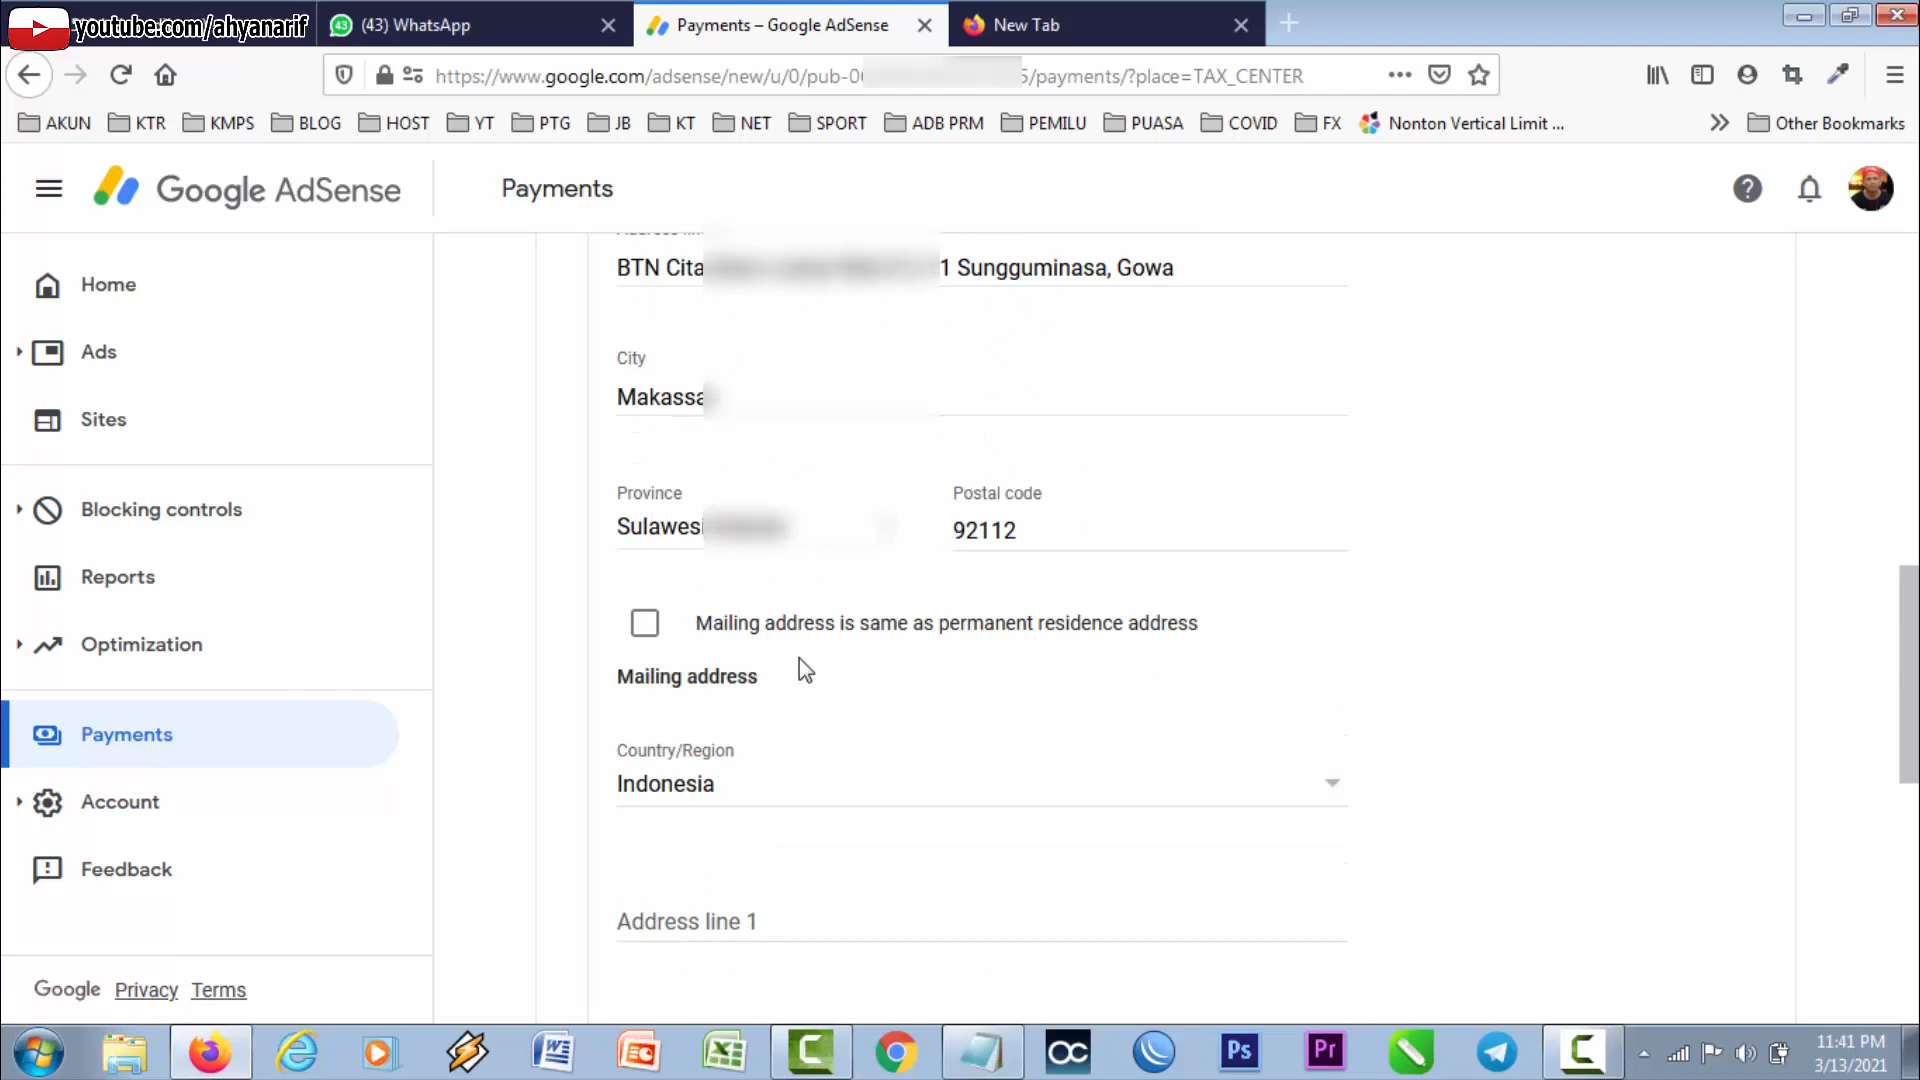 youtube.com/ahyanarif
(43) WhatsApp
Payments – Google AdSense
New Tab
https://www.google.com/adsense/new/u/0/pub-0 5/payments/?place=TAX_CENTER
AKUN KTR KMPS BLOG HOST YT PTG JB KT NET SPORT ADB PRM PEMILU PUASA COVID FX Nonton Vertical Limit ... Other Bookmarks
Google AdSense
Payments
Home
Ads
Sites
Blocking controls
Reports
Optimization
Payments
Account
Feedback
Google Privacy Terms
BTN Cita 1 Sungguminasa, Gowa
City
Makassa
Province
Sulawesi
Postal code
92112
Mailing address is same as permanent residence address
Mailing address
Country/Region
Indonesia
Address line 1
11:41 PM
3/13/2021